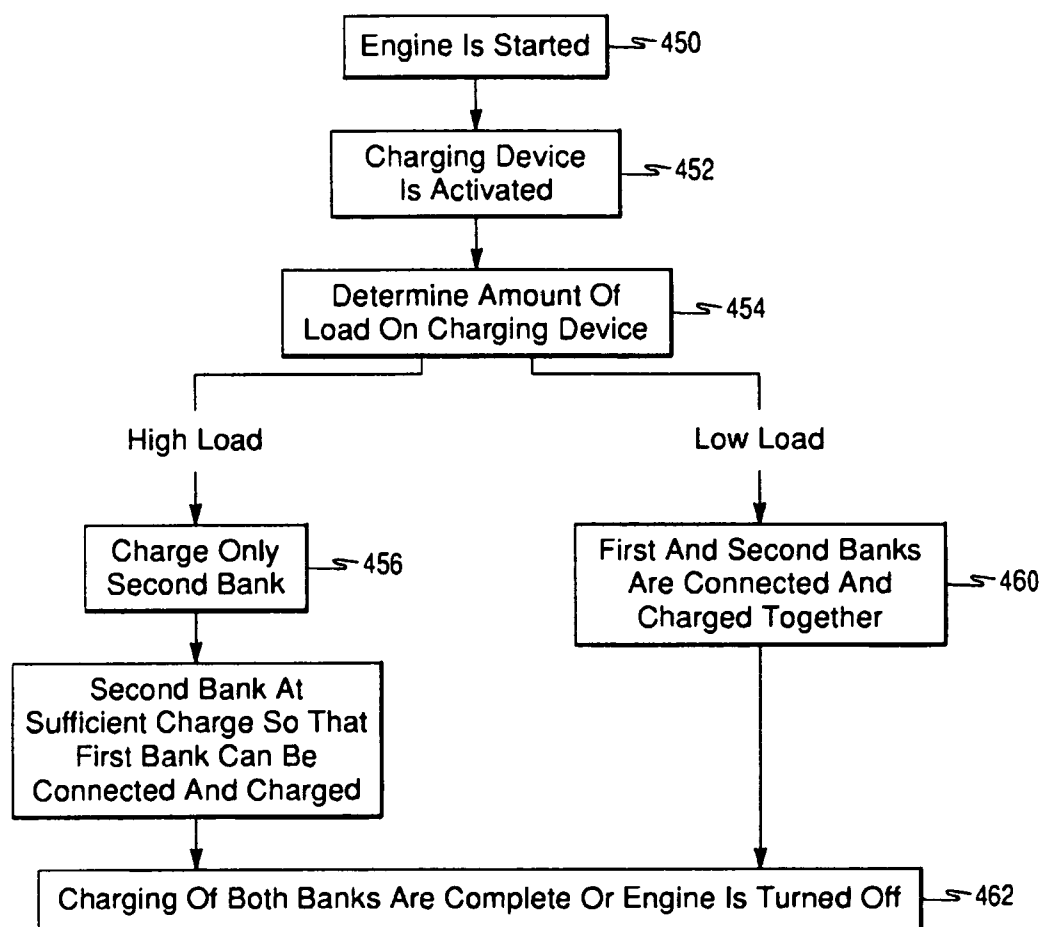 Engine Is Started
450
Charging Device
Is Activated
452
Determine Amount Of
Load On Charging Device
454
High Load
Low Load
Charge Only
Second Bank
456
First And Second Banks
Are Connected And
Charged Together
460
Second Bank At
Sufficient Charge So That
First Bank Can Be
Connected And Charged
Charging Of Both Banks Are Complete Or Engine Is Turned Off
462